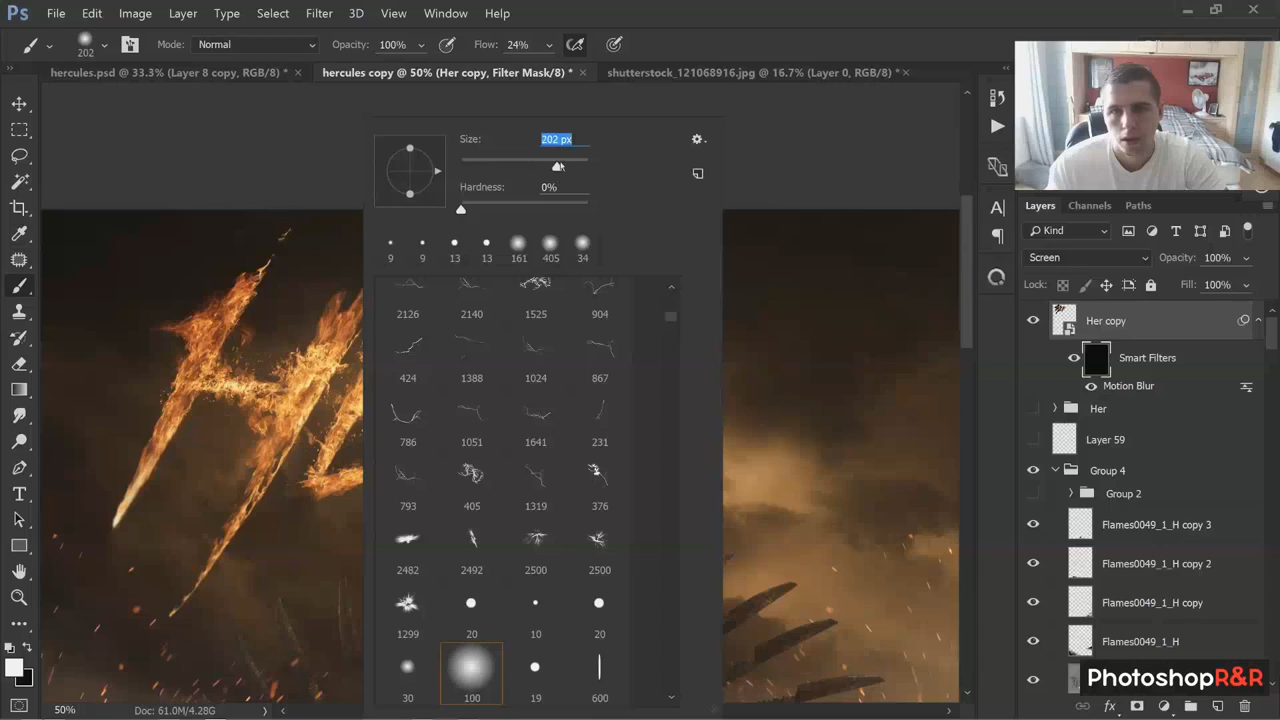 Ps File Edit Image Layer Type Select Filter 3D View Window Help
202 Mode: Normal Opacity: 100% Flow: 24%
hercules.psd @ 33.3% (Layer 8 copy, RGB/8) * × hercules copy @ 50% (Her copy, Filter Mask/8) * × shutterstock_121068916.jpg @ 16.7% (Layer 0, RGB/8) * ×
Size: 202 px
Hardness: 0%
9 9 13 13 161 405 34
2126 2140 1525 904
424 1388 1024 867
786 1051 1641 231
793 405 1319 376
2482 2492 2500 2500
1299 20 10 20
30 100 19 600
Layers Channels Paths
Kind
Screen Opacity: 100%
Lock: Fill: 100%
Her copy
Smart Filters
Motion Blur
Her
Layer 59
Group 4
Group 2
Flames0049_1_H copy 3
Flames0049_1_H copy 2
Flames0049_1_H copy
Flames0049_1_H
PhotoshopR&R
50% Doc: 61.0M/4.28G